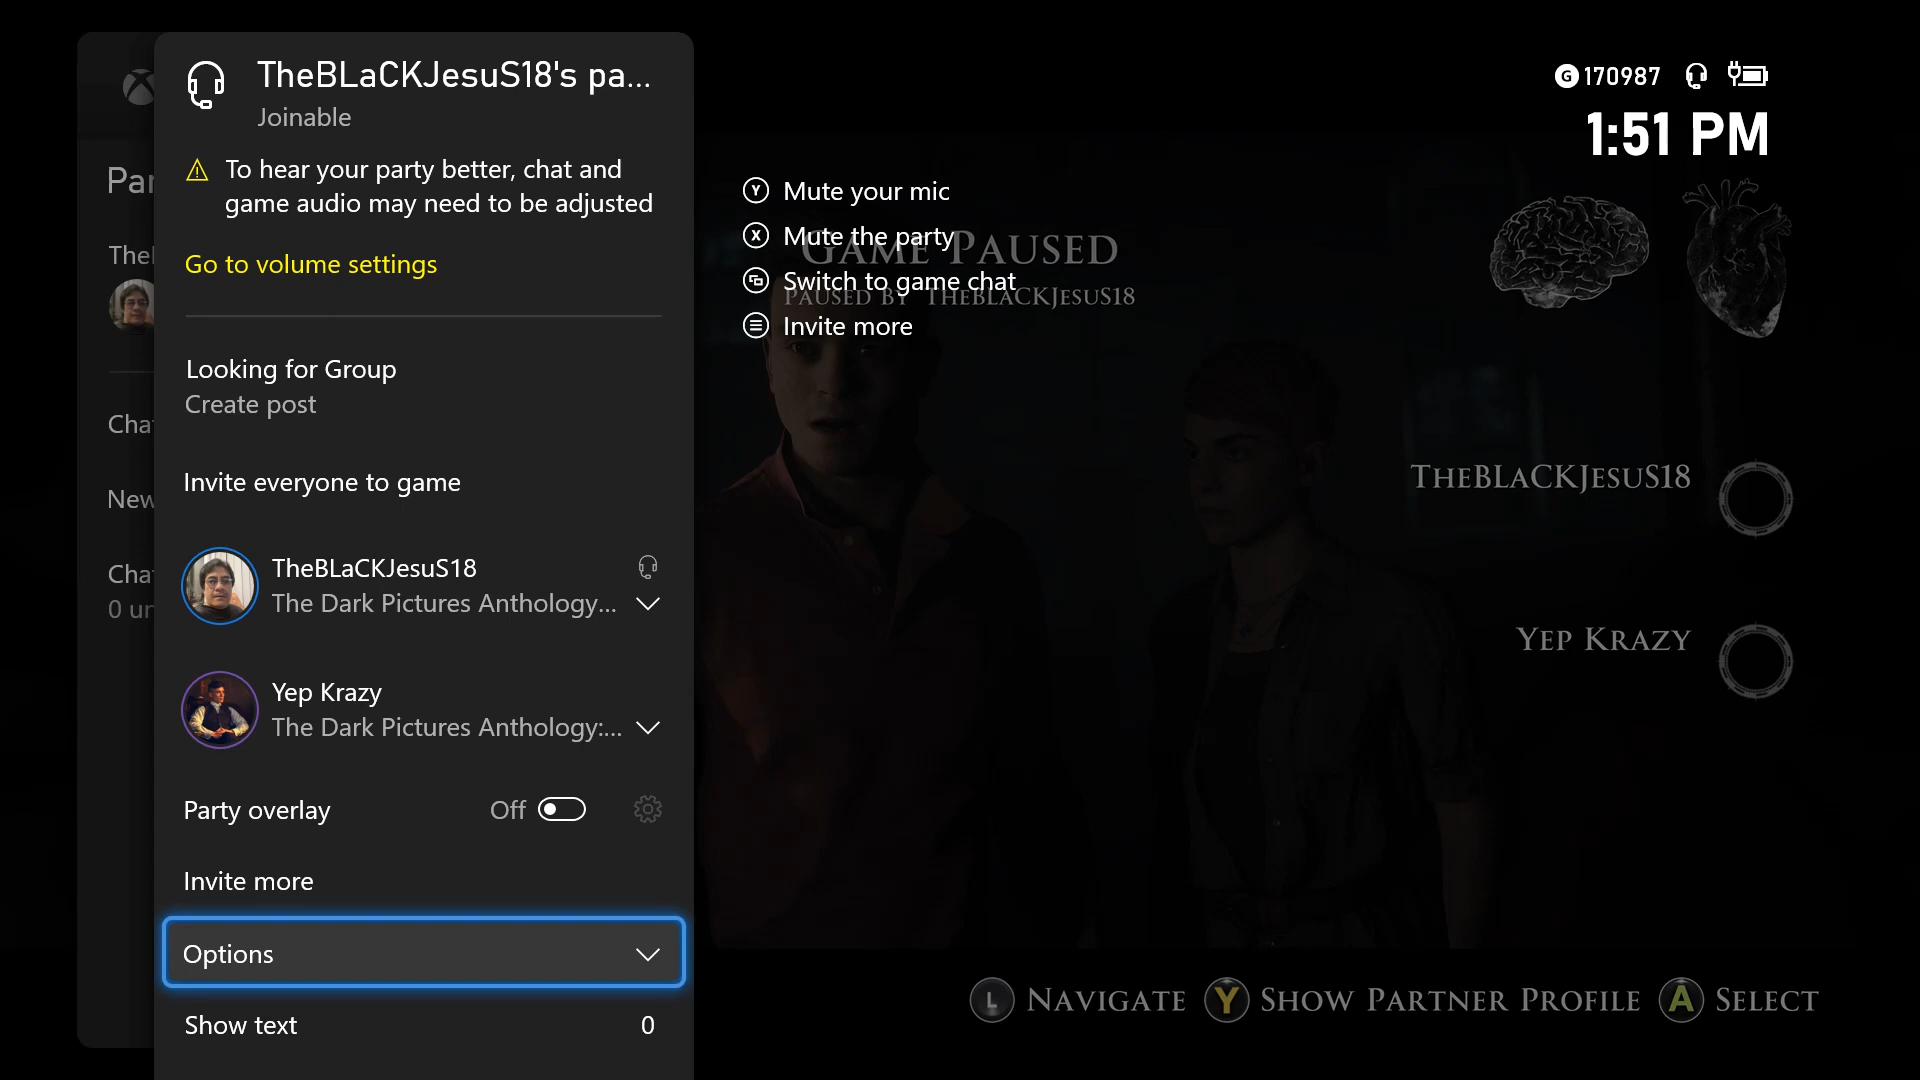 TheBLaCKJesuS18's pa...
Joinable
To hear your party better, chat and
game audio may need to be adjusted
Go to volume settings
Looking for Group
Create post
Invite everyone to game
TheBLaCKJesuS18
The Dark Pictures Anthology...
Yep Krazy
The Dark Pictures Anthology:...
Party overlay
Off
Invite more
Options
Show text
0
Par
The
Cha
New
Cha
0 un
G 170987
1:51 PM
Y Mute your mic
X Mute the party
Switch to game chat
Invite more
GAME PAUSED
PAUSED BY THEBLACKJESUS18
THEBLACKJESUS18
YEP KRAZY
L NAVIGATE
Y SHOW PARTNER PROFILE
A SELECT